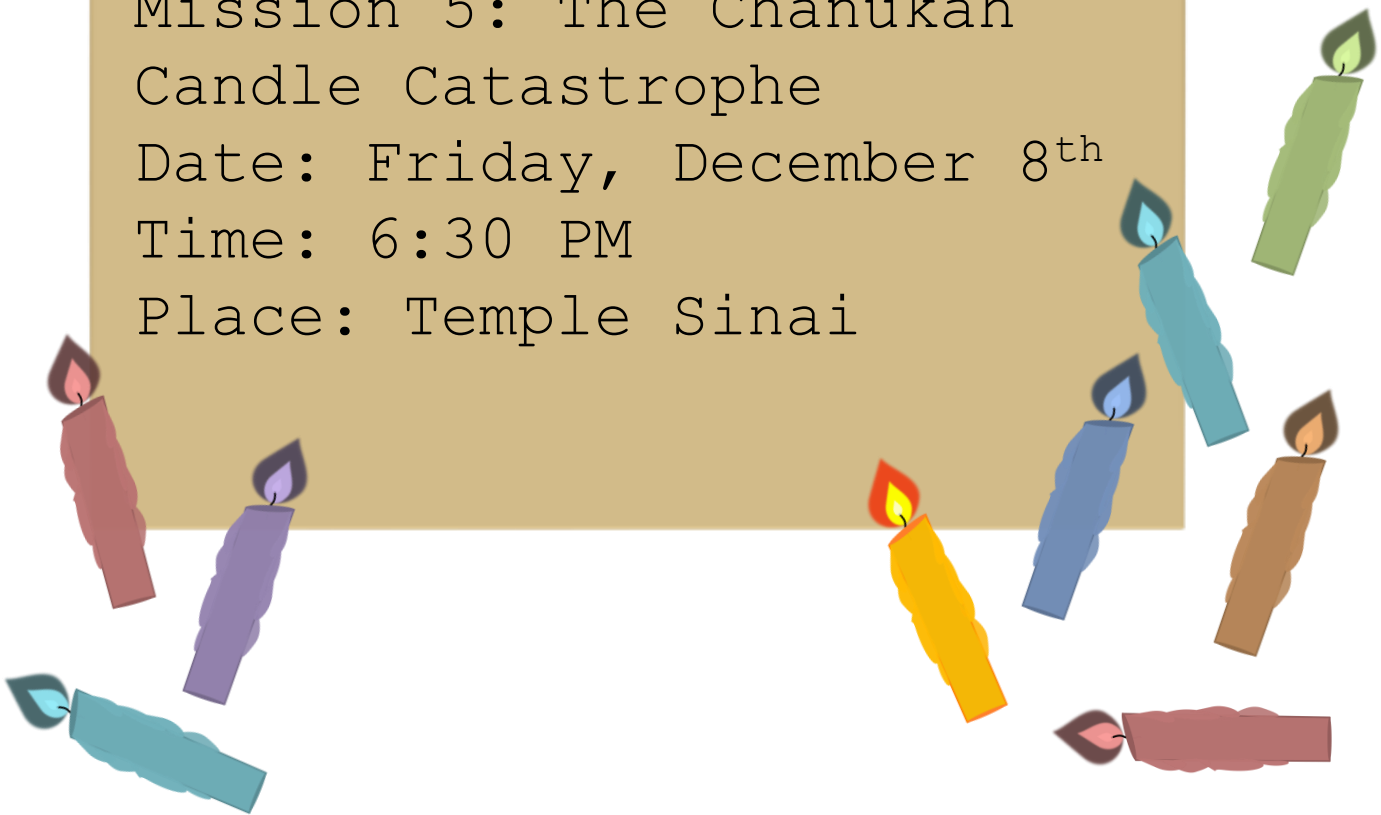 Mission 5: The Chanukah
Candle Catastrophe
Date: Friday, December 8th
Time: 6:30 PM
Place: Temple Sinai